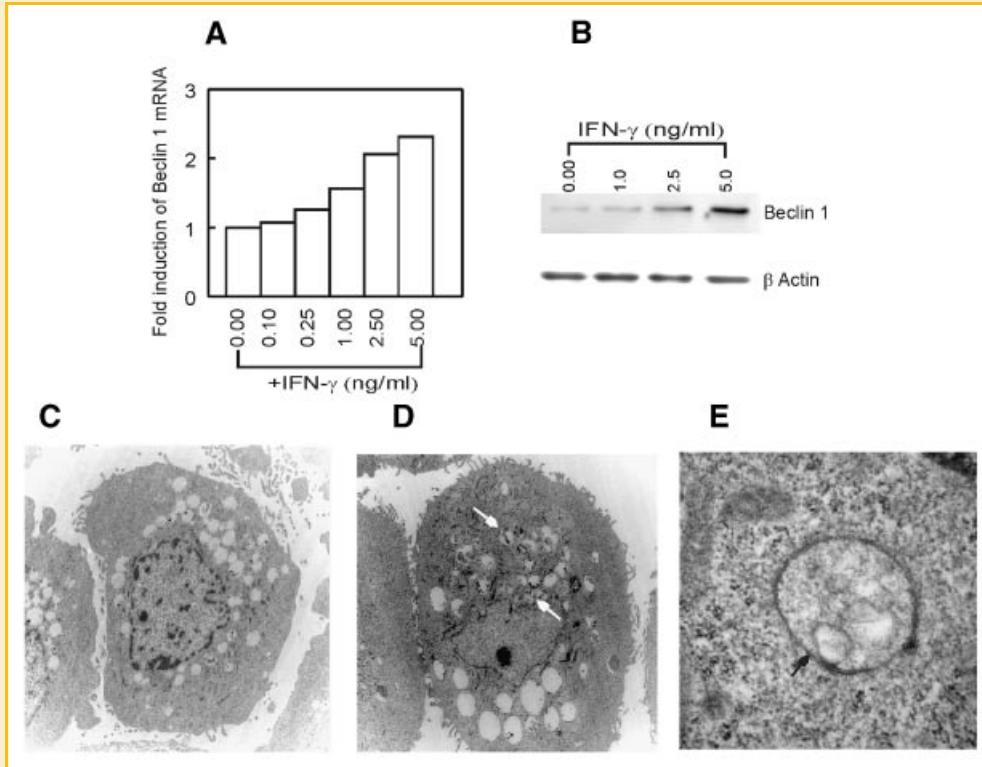 A
Fold induction of Beclin 1 mRNA
3
2
1
0
0.00
0.10
0.25
1.00
2.50
5.00
+IFN-γ (ng/ml)
B
IFN-γ (ng/ml)
0.00
1.0
2.5
5.0
Beclin 1
β Actin
C
D
E